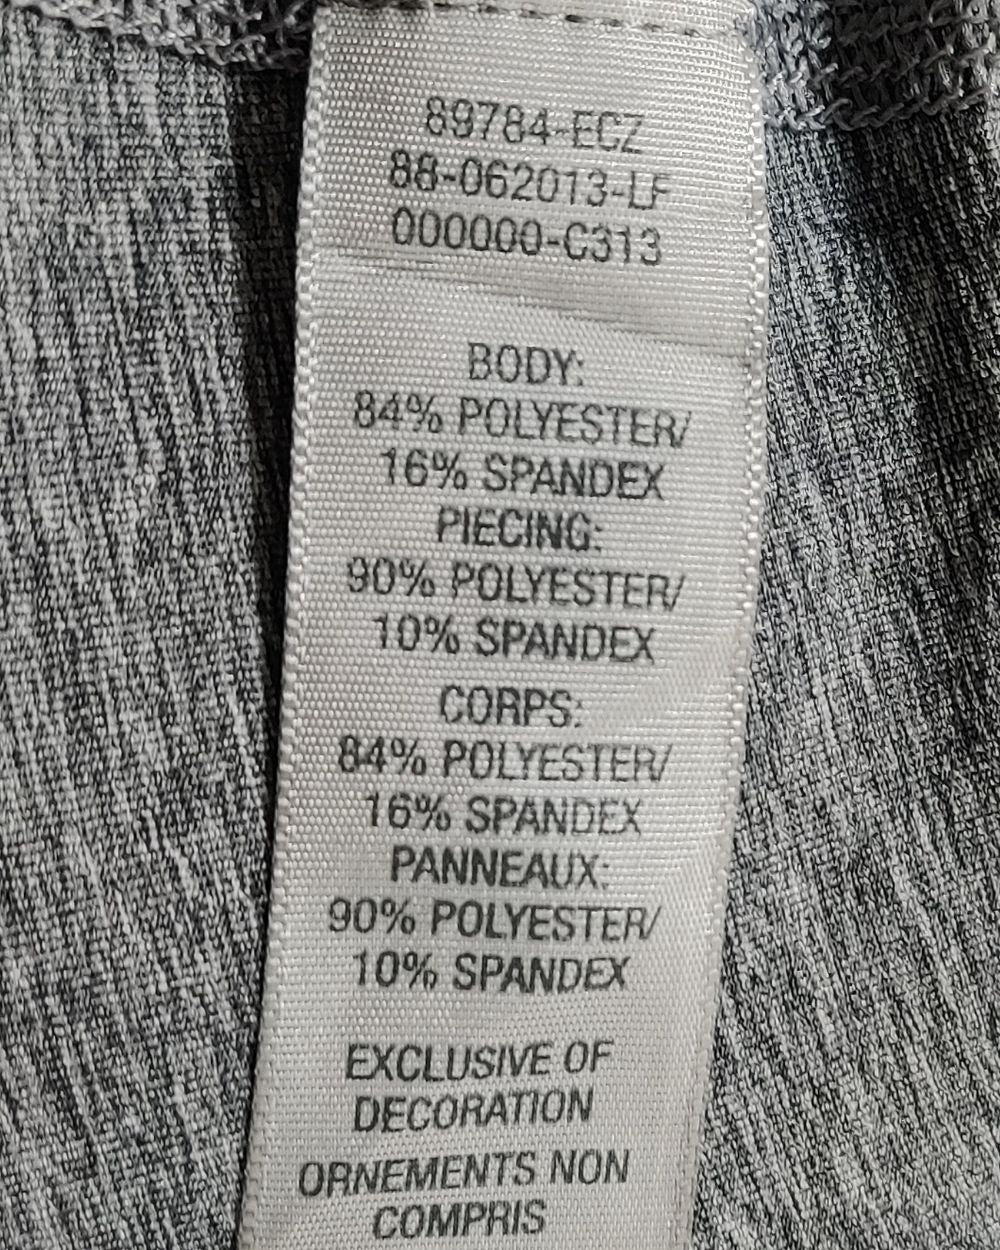 89784-ECZ
88-062013-LF
000000-C313
BODY:
84% POLYESTER/
16% SPANDEX
PIECING:
90% POLYESTER/
10% SPANDEX
CORPS:
84% POLYESTER/
16% SPANDEX
PANNEAUX:
90% POLYESTER/
10% SPANDEX
EXCLUSIVE OF
DECORATION
ORNEMENTS NON
COMPRIS